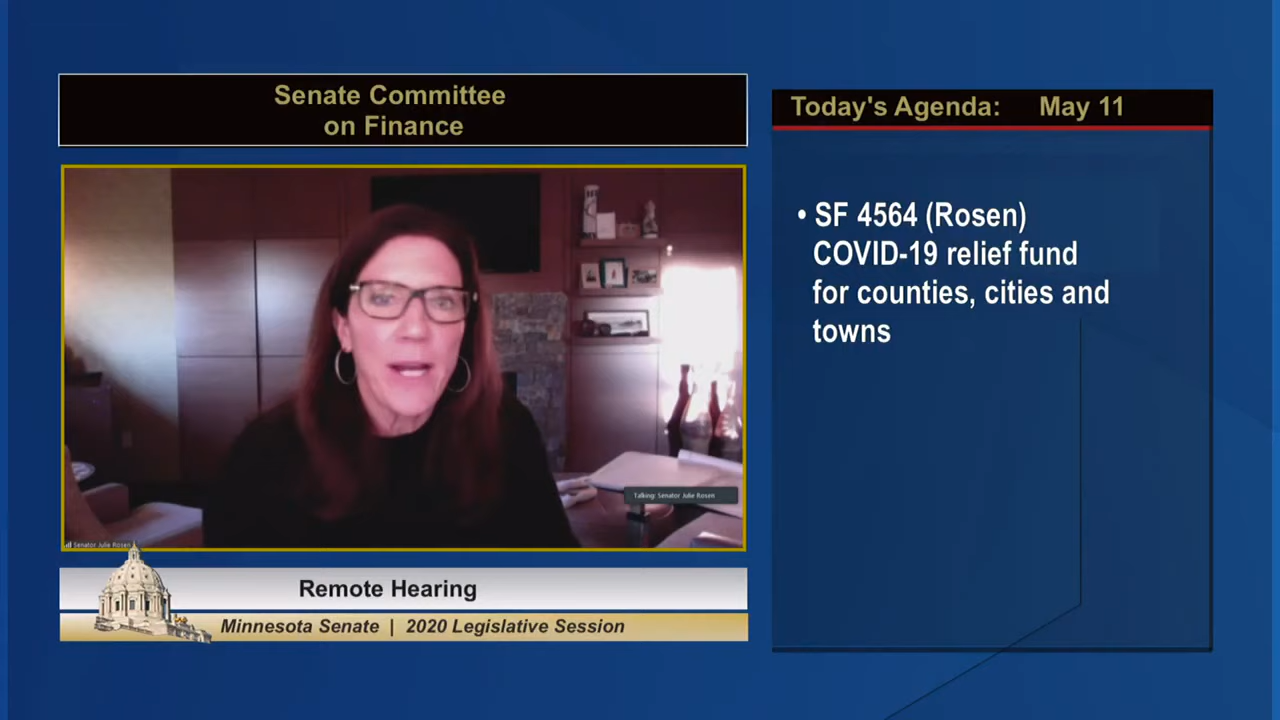 Senate Committee
on Finance
Today's Agenda: May 11
• SF 4564 (Rosen)
COVID-19 relief fund
for counties, cities and
towns
Talking: Senator Julie Rosen
Senator Julie Rosen
Remote Hearing
Minnesota Senate | 2020 Legislative Session